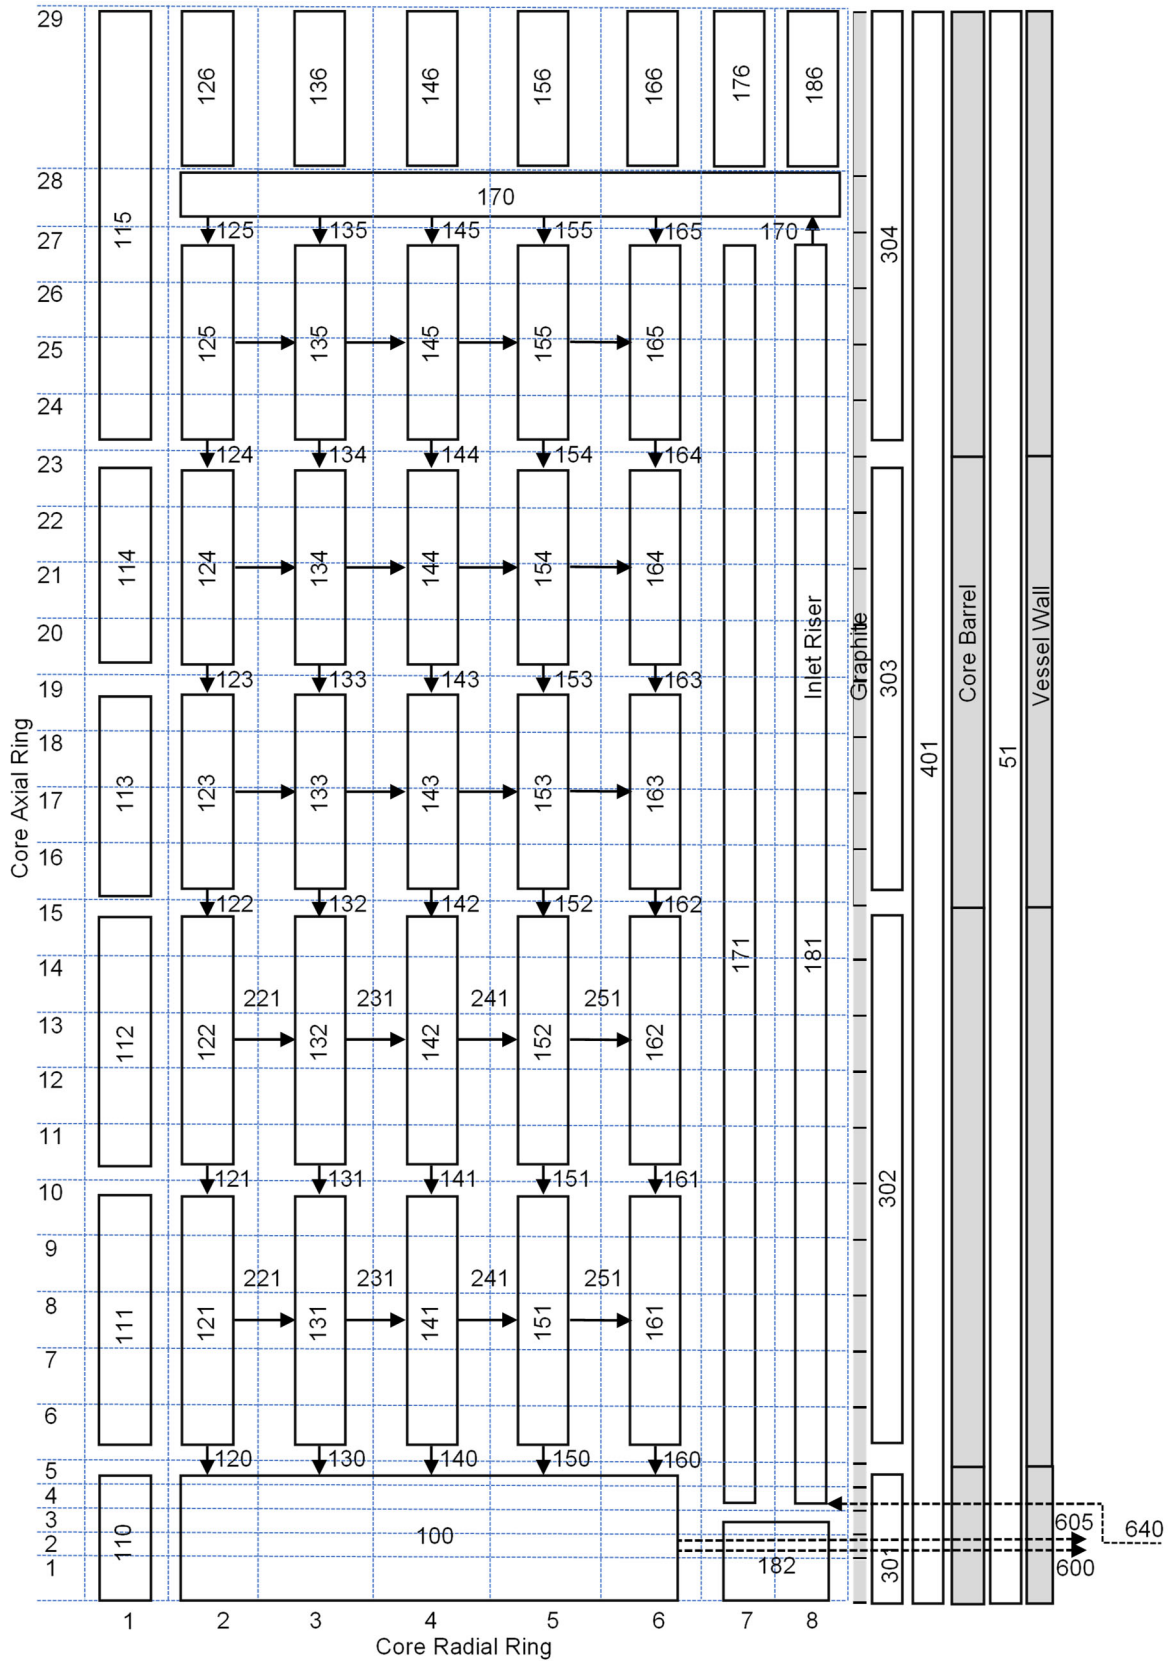 29
126 136 146 156 166 176 186
28
170
115
27
125 135 145 155 165 170
304
26
125 135 145 155 165
25
24
23
124 134 144 154 164
22
114 124 134 144 154 164
21
20
Inlet Riser
Graphite
303
Core Barrel
Vessel Wall
19
123 133 143 153 163
18
401
51
Core Axial Ring
17
113 123 133 143 153 163
16
15
122 132 142 152 162
14
171 181
221 231 241 251
13
112 122 132 142 152 162
12
11
121 131 141 151 161
10
302
9
221 231 241 251
8
111 121 131 141 151 161
7
6
120 130 140 150 160
5
4
3
605
640
110
100
2
182
301
600
1
1 2 3 4 5 6 7 8
Core Radial Ring